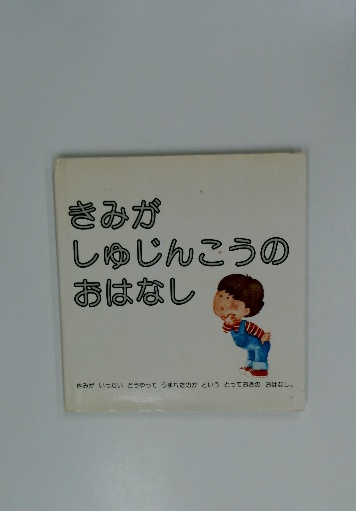 きみが
しゅじんこうの
おはなし
きみが いったい どうやって うまれたのか という とっておきの おはなし。